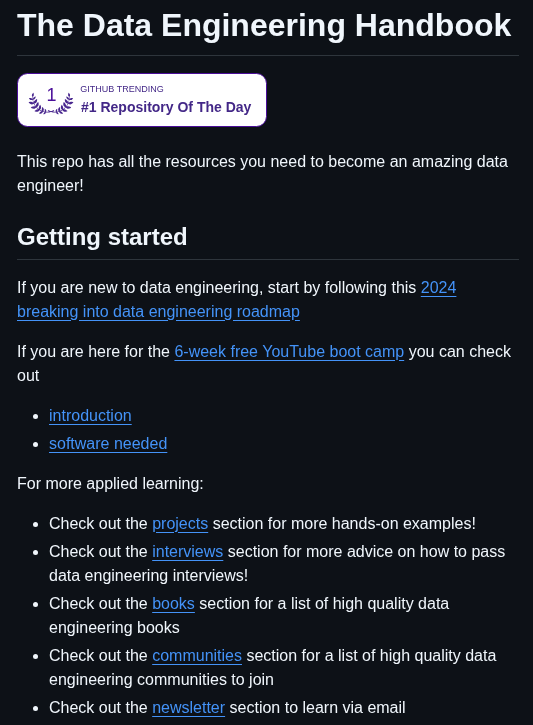 The Data Engineering Handbook
1
GITHUB TRENDING
#1 Repository Of The Day
This repo has all the resources you need to become an amazing data
engineer!
Getting started
If you are new to data engineering, start by following this 2024
breaking into data engineering roadmap
If you are here for the 6-week free YouTube boot camp you can check
out
• introduction
• software needed
For more applied learning:
• Check out the projects section for more hands-on examples!
• Check out the interviews section for more advice on how to pass
data engineering interviews!
• Check out the books section for a list of high quality data
engineering books
• Check out the communities section for a list of high quality data
engineering communities to join
• Check out the newsletter section to learn via email